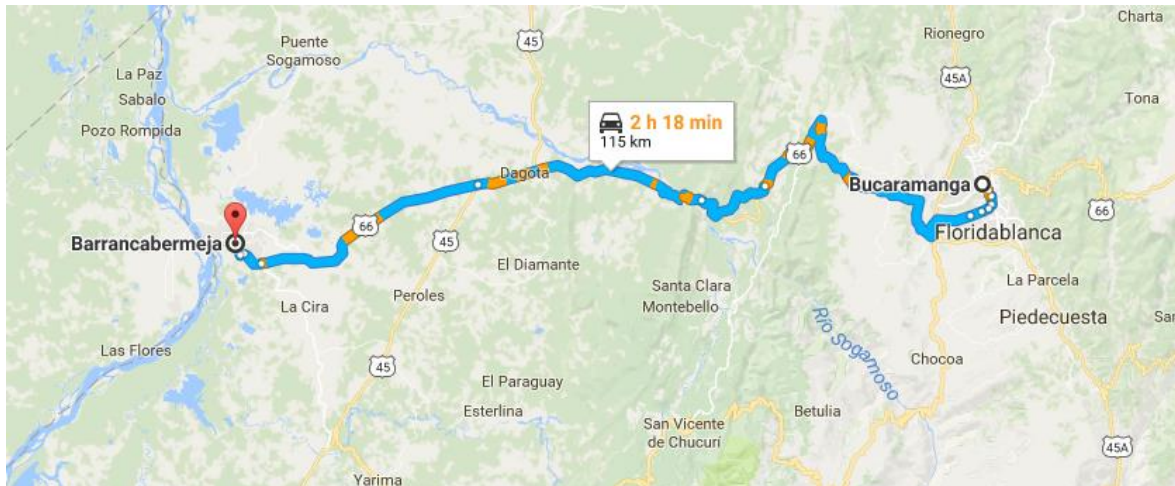 Charta
Puente
Sogamoso
45
Rionegro
La Paz
45A
Sabalo
Tona
Pozo Rompida
2 h 18 min
115 km
66
Dagota
Bucaramanga
66
66
Barrancabermeja
45
Floridablanca
El Diamante
La Parcela
Santa Clara
Peroles
Montebello
La Cira
Piedecuesta
San
Río Sogamoso
Las Flores
Chocoa
45
El Paraguay
Esterlina
Betulia
San Vicente
de Chucurí
45A
Yarima